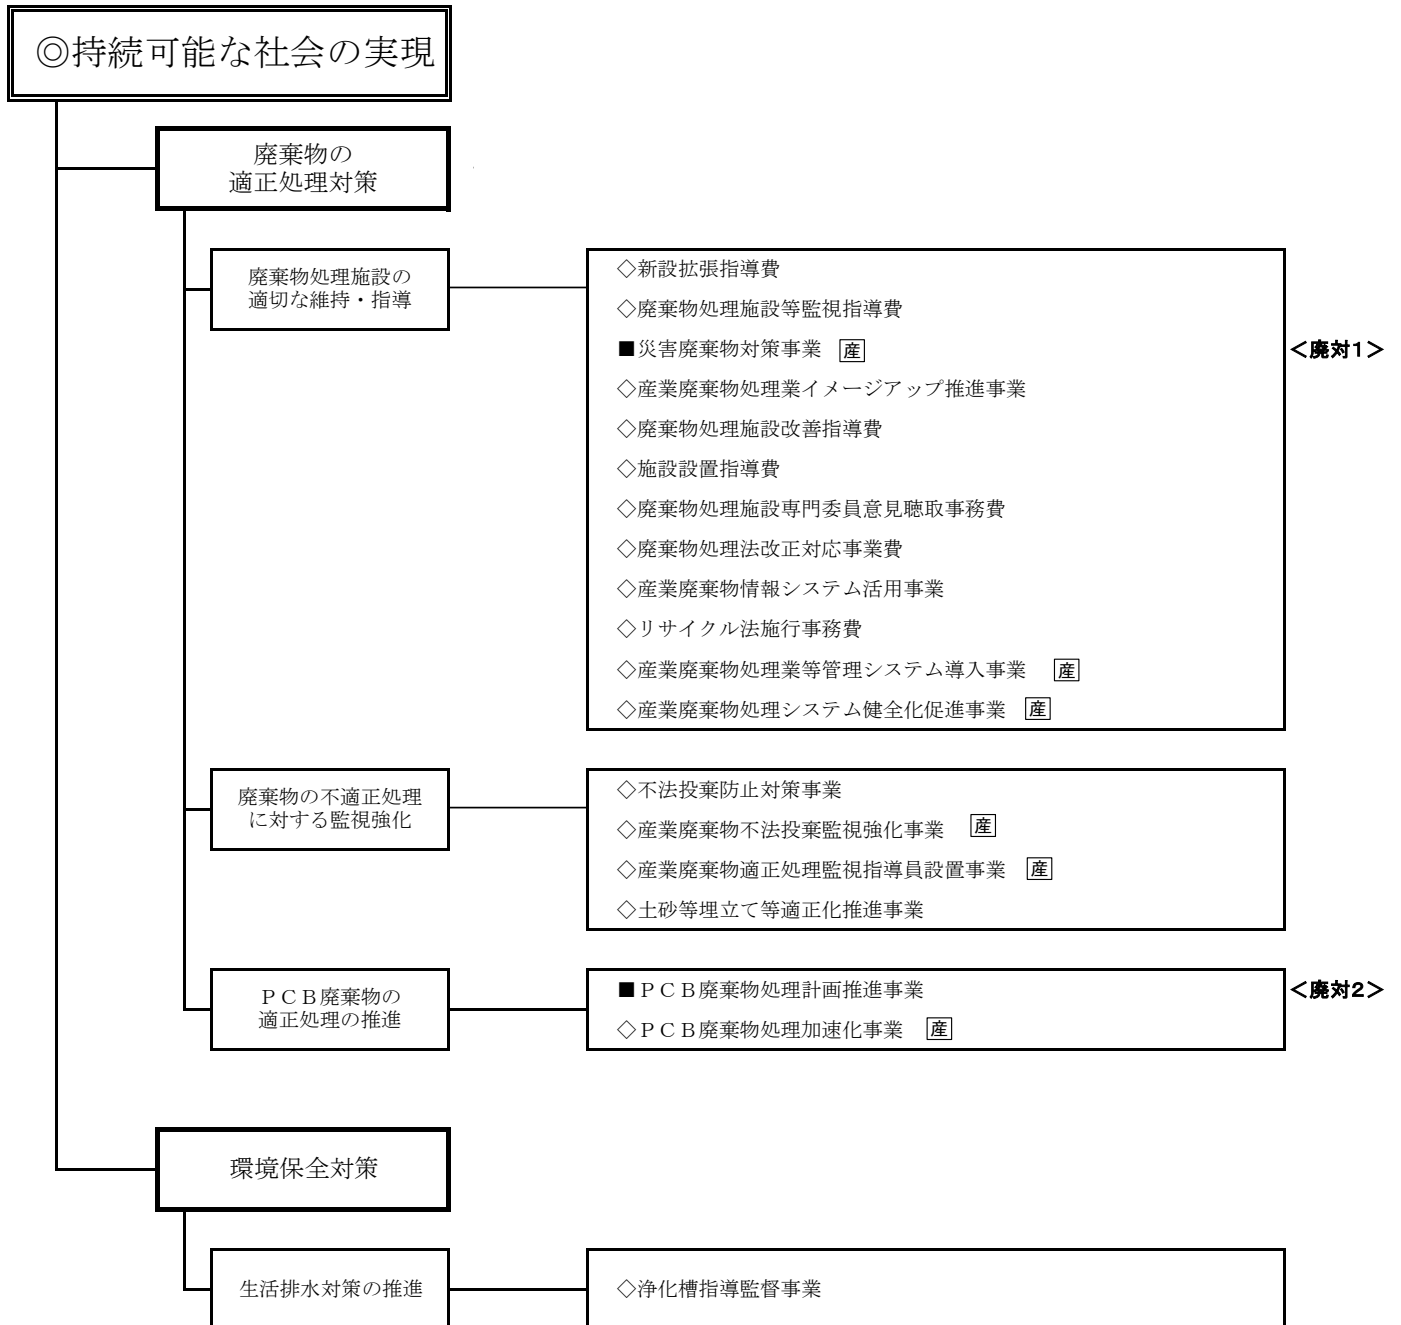 ◎持続可能な社会の実現
廃棄物の
適正処理対策
廃棄物処理施設の
適切な維持・指導
◇新設拡張指導費
◇廃棄物処理施設等監視指導費
■災害廃棄物対策事業 産
<廃対1>
◇産業廃棄物処理業イメージアップ推進事業
◇廃棄物処理施設改善指導費
◇施設設置指導費
◇廃棄物処理施設専門委員意見聴取事務費
◇廃棄物処理法改正対応事業費
◇産業廃棄物情報システム活用事業
◇リサイクル法施行事務費
◇産業廃棄物処理業等管理システム導入事業 産
◇産業廃棄物処理システム健全化促進事業 産
廃棄物の不適正処理
に対する監視強化
◇不法投棄防止対策事業
◇産業廃棄物不法投棄監視強化事業 産
◇産業廃棄物適正処理監視指導員設置事業 産
◇土砂等埋立て等適正化推進事業
ＰＣＢ廃棄物の
適正処理の推進
■ＰＣＢ廃棄物処理計画推進事業
<廃対2>
◇ＰＣＢ廃棄物処理加速化事業 産
環境保全対策
生活排水対策の推進
◇浄化槽指導監督事業